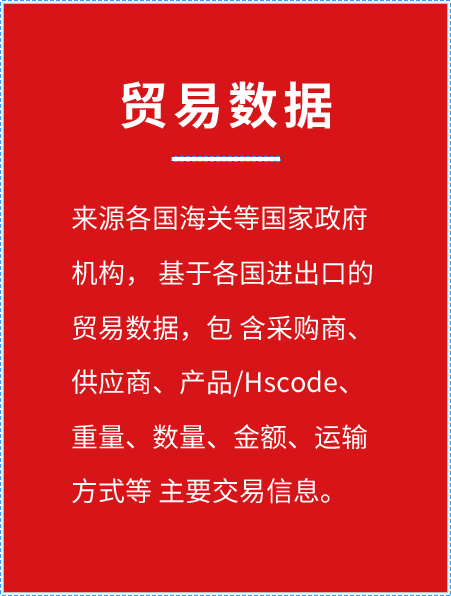 贸易数据
来源各国海关等国家政府
机构， 基于各国进出口的
贸易数据，包 含采购商、
供应商、产品/Hscode、
重量、数量、金额、运输
方式等 主要交易信息。